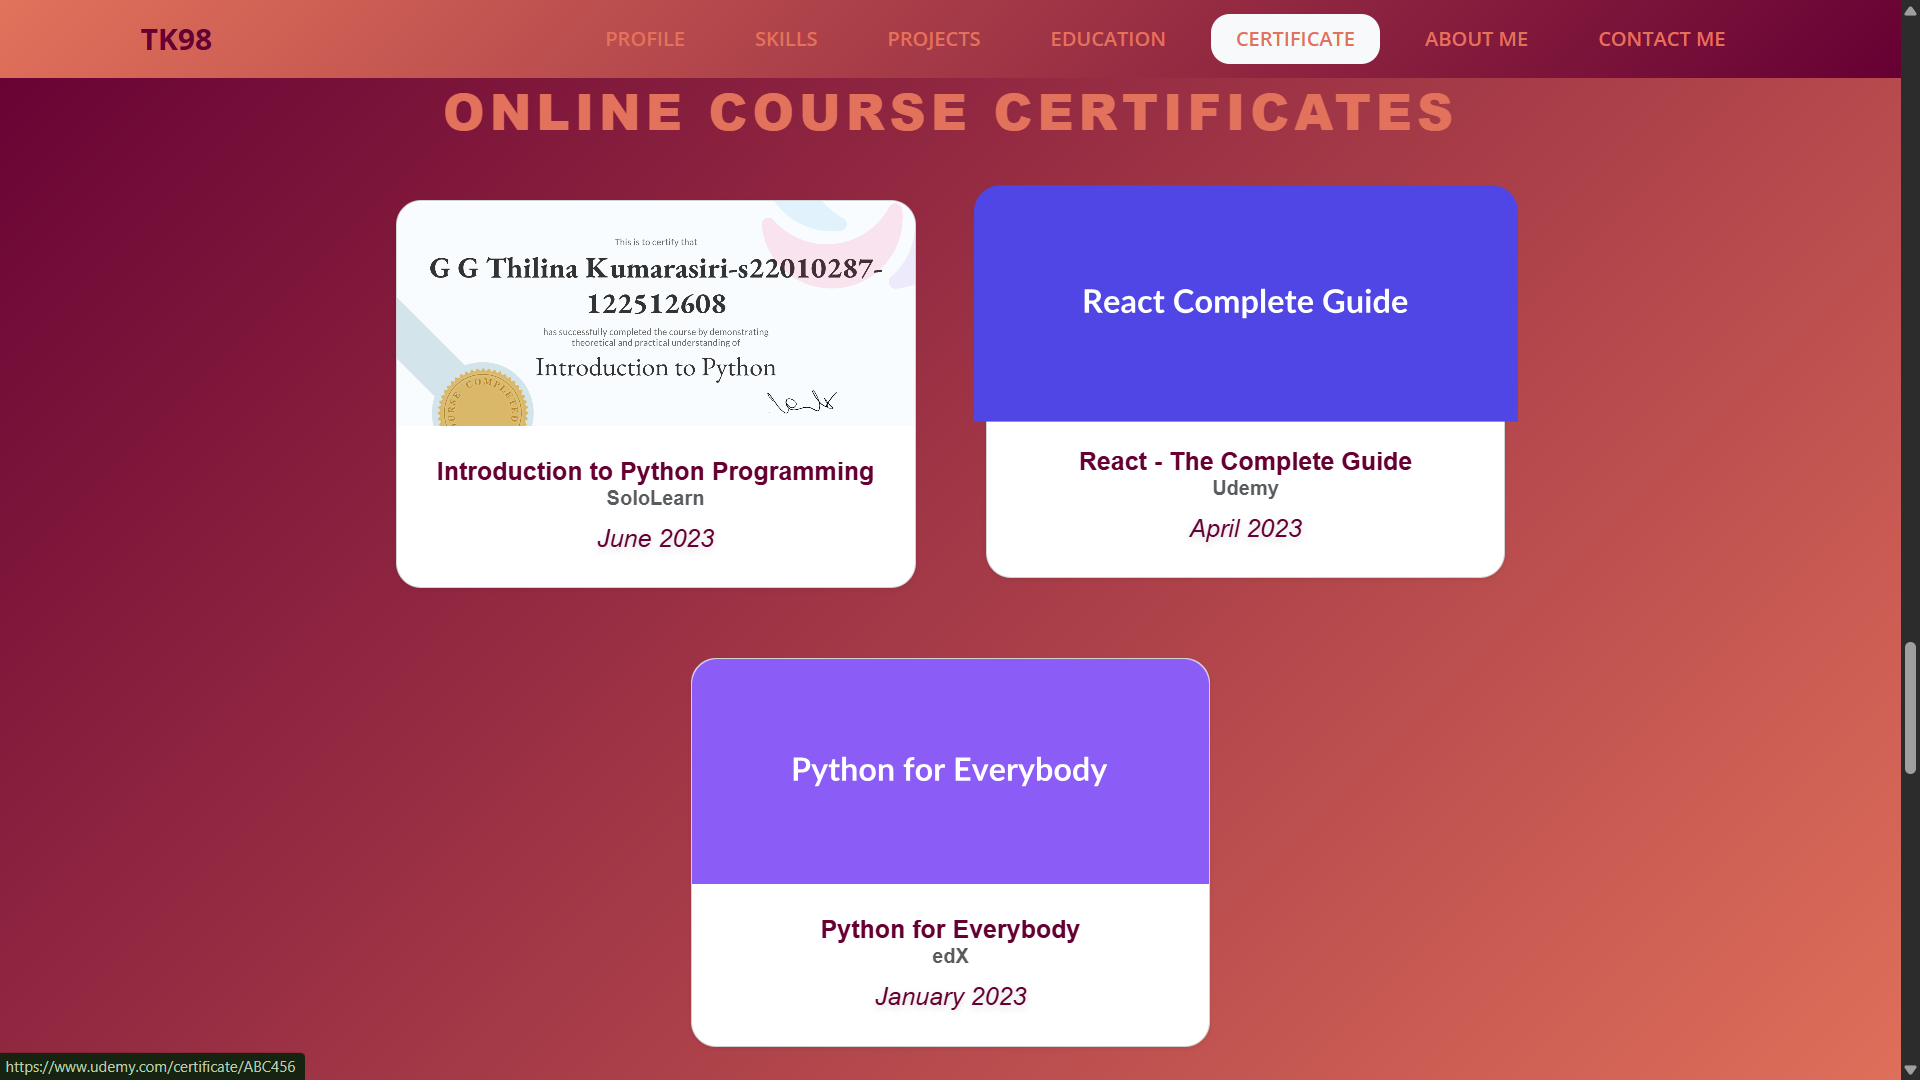 TK98
PROFILE
SKILLS
PROJECTS
EDUCATION
CERTIFICATE
ABOUT ME
CONTACT ME
ONLINE COURSE CERTIFICATES
This is to certify that
G G Thilina Kumarasiri-s22010287-
122512608
has successfully completed the course by demonstrating
theoretical and practical understanding of
Introduction to Python
COURSE COMPLETED
Introduction to Python Programming
SoloLearn
June 2023
React Complete Guide
React - The Complete Guide
Udemy
April 2023
Python for Everybody
Python for Everybody
edX
January 2023
https://www.udemy.com/certificate/ABC456